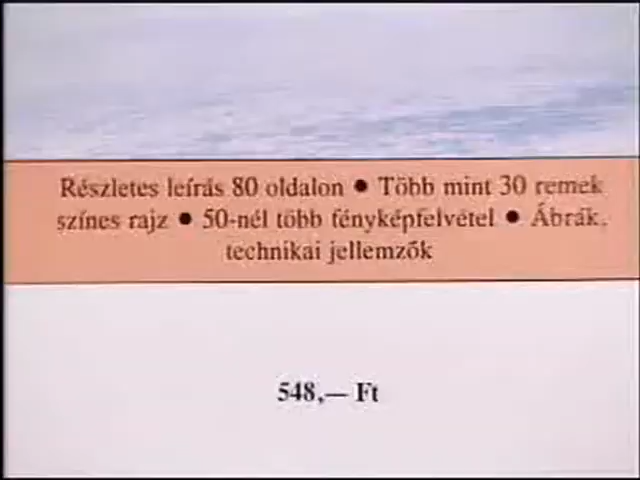 Részletes leírás 80 oldalon ● Több mint 30 remek
színes rajz ● 50-nél több fényképfelvétel ● Ábrák,
technikai jellemzők
548,— Ft